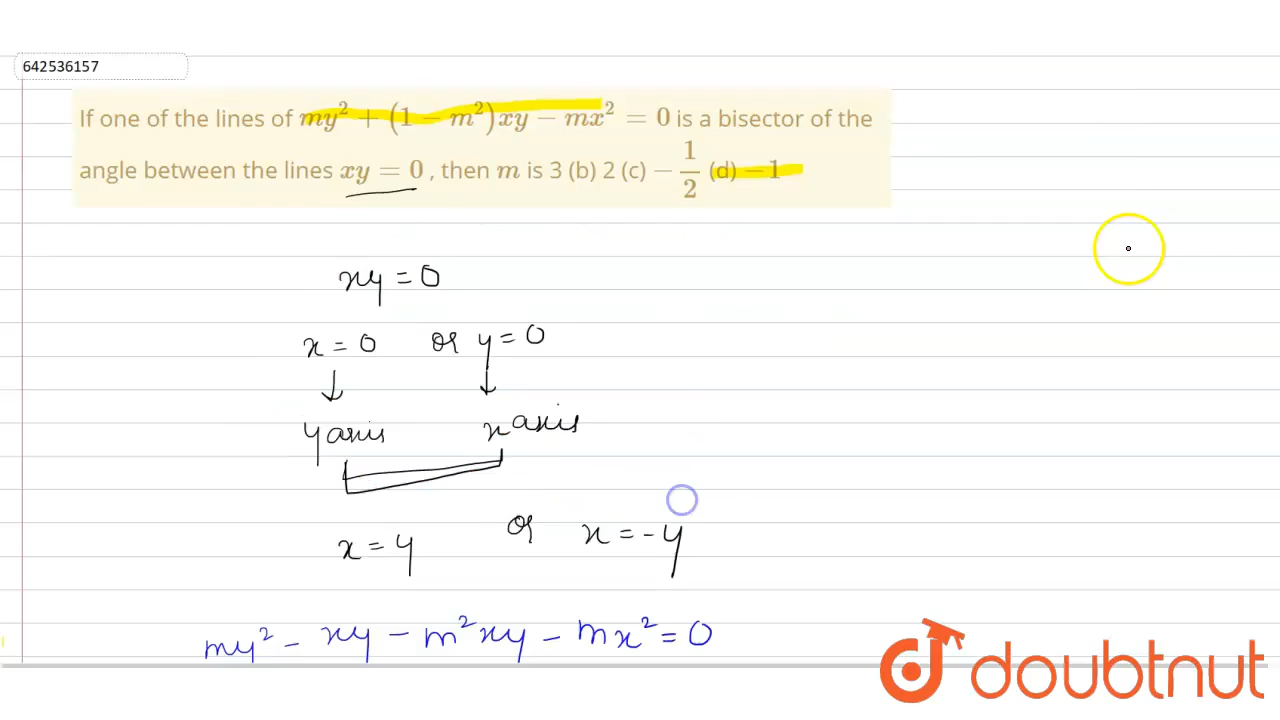 642536157
If one of the lines of my² + (1 − m²)xy − mx² = 0 is a bisector of the
angle between the lines xy = 0 , then m is 3 (b) 2 (c) −1/2 (d) −1
xy = 0
x = 0 or y = 0
↓ ↓
y axis x axis
x = y or x = -y
my² - xy - m²xy - mx² = 0
doubtnut